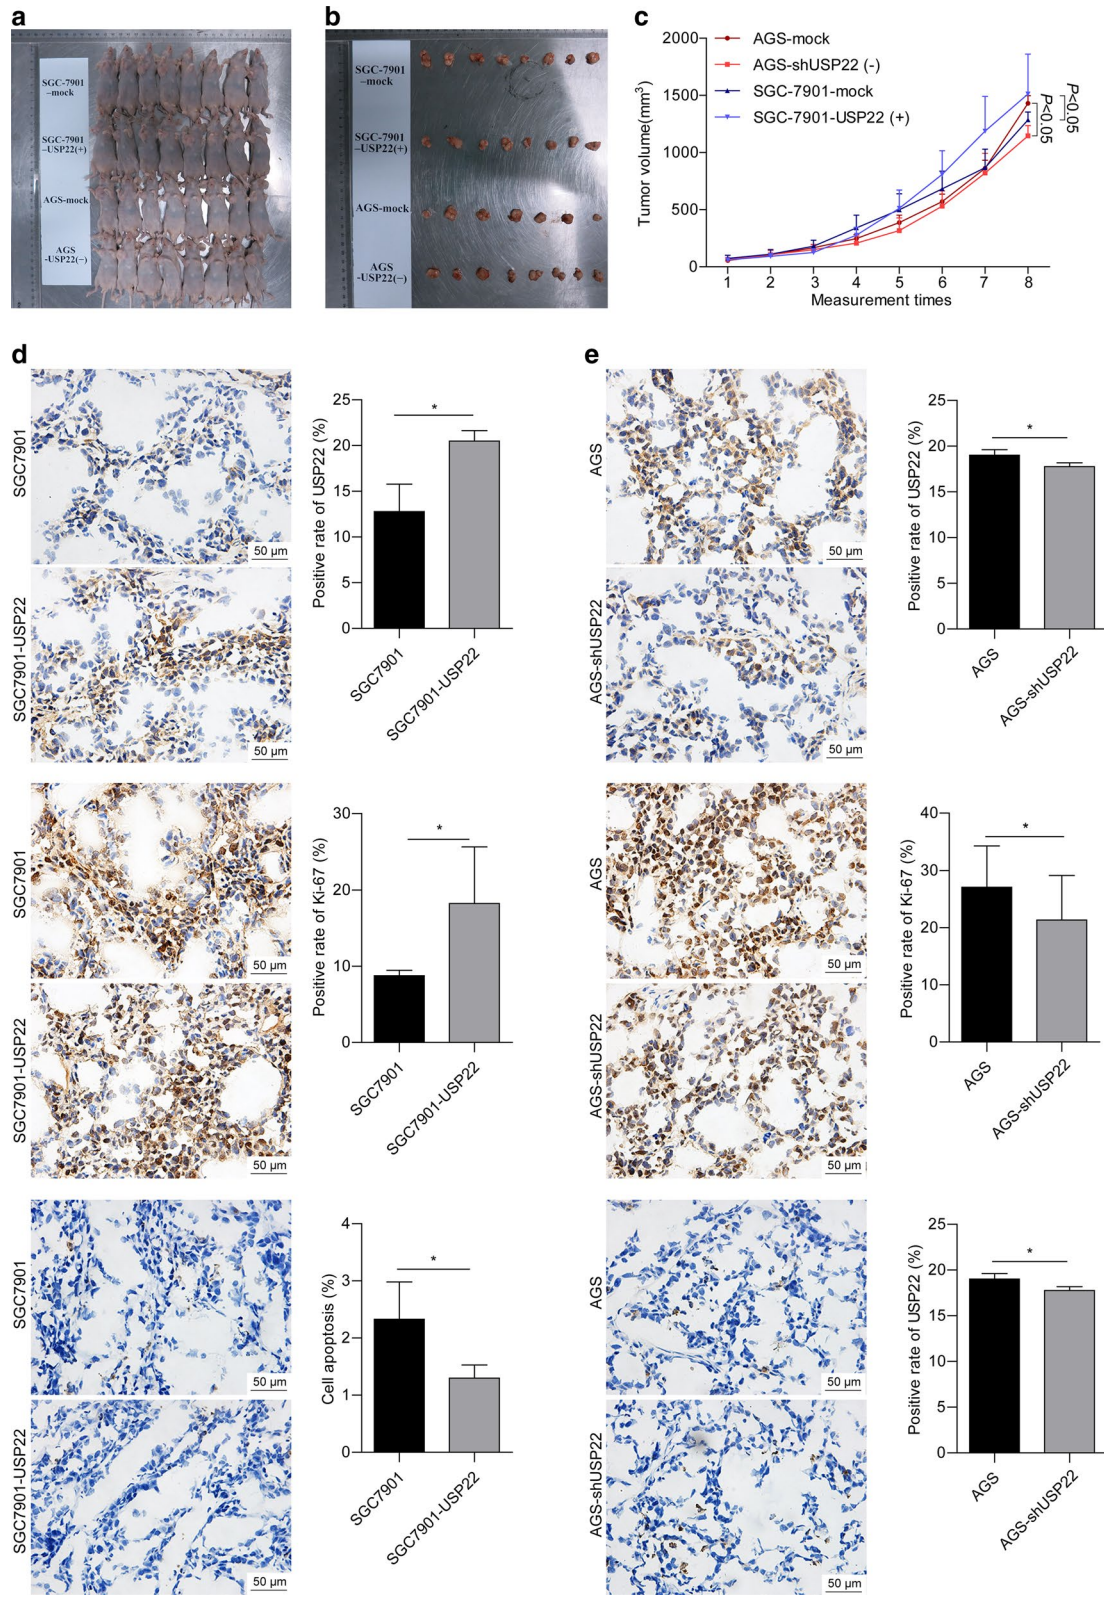 a
SGC-7901
–mock
SGC-7901
–USP22(+)
AGS-mock
AGS
-USP22(−)
b
SGC-7901
–mock
SGC-7901
–USP22(+)
AGS-mock
AGS
-USP22(−)
c
2000
1500
1000
500
0
Tumor volume(mm³)
AGS-mock
AGS-shUSP22 (-)
SGC-7901-mock
SGC-7901-USP22 (+)
P<0.05
P<0.05
1 2 3 4 5 6 7 8
Measurement times
d
SGC7901
50 µm
SGC7901-USP22
50 µm
Positive rate of USP22 (%)
25
20
15
10
5
0
*
SGC7901
SGC7901-USP22
e
AGS
50 µm
AGS-shUSP22
50 µm
Positive rate of USP22 (%)
25
20
15
10
5
0
*
AGS
AGS-shUSP22
SGC7901
50 µm
SGC7901-USP22
50 µm
Positive rate of Ki-67 (%)
30
20
10
0
*
SGC7901
SGC7901-USP22
AGS
50 µm
AGS-shUSP22
50 µm
Positive rate of Ki-67 (%)
40
30
20
10
0
*
AGS
AGS-shUSP22
SGC7901
50 µm
SGC7901-USP22
50 µm
Cell apoptosis (%)
4
3
2
1
0
*
SGC7901
SGC7901-USP22
AGS
50 µm
AGS-shUSP22
50 µm
Positive rate of USP22 (%)
25
20
15
10
5
0
*
AGS
AGS-shUSP22